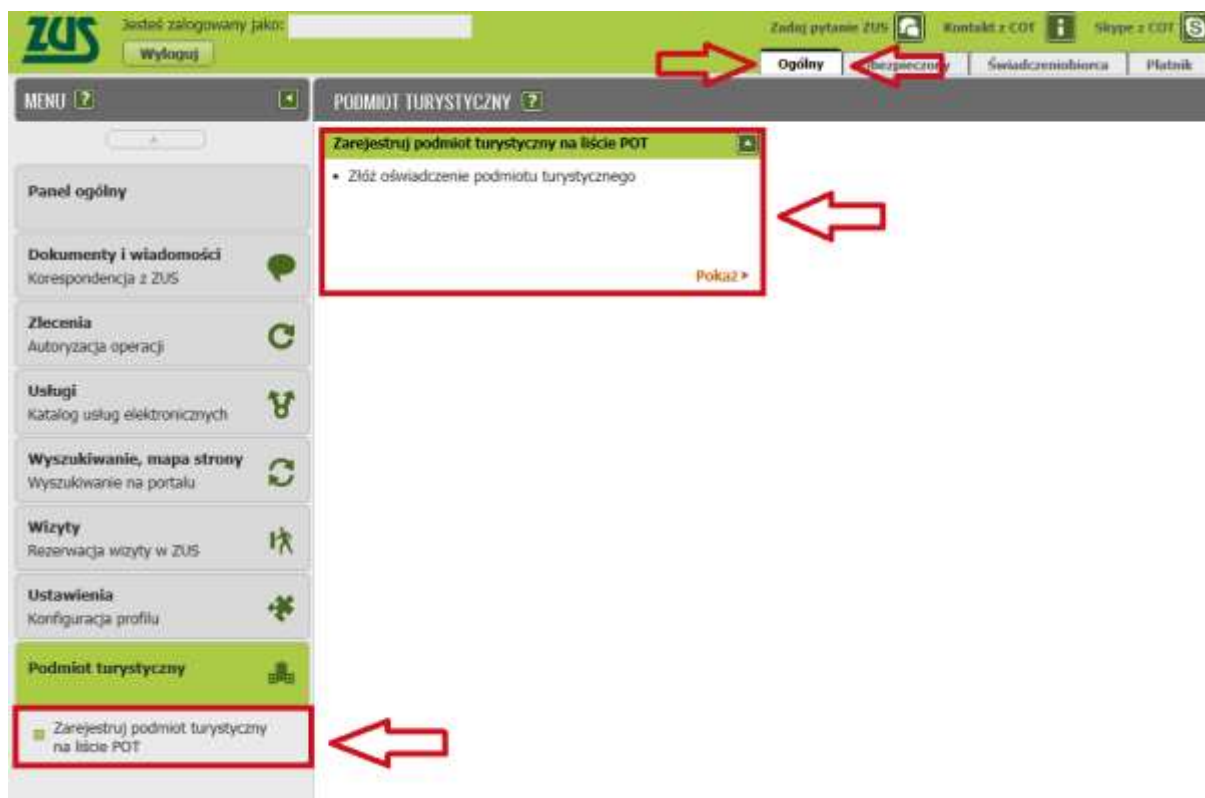 ZUS
Jesteś zalogowany jako:
Wyloguj
Zadaj pytanie ZUS
Kontakt z COT
Skype z COT
Ogólny
Ubezpieczony
Świadczeniobiorca
Płatnik
MENU ?
PODMIOT TURYSTYCZNY ?
Zarejestruj podmiot turystyczny na liście POT
• Złóż oświadczenie podmiotu turystycznego
Pokaż
Panel ogólny
Dokumenty i wiadomości
Korespondencja z ZUS
Zlecenia
Autoryzacja operacji
Usługi
Katalog usług elektronicznych
Wyszukiwanie, mapa strony
Wyszukiwanie na portalu
Wizyty
Rezerwacja wizyty w ZUS
Ustawienia
Konfiguracja profilu
Podmiot turystyczny
Zarejestruj podmiot turystyczny
na liście POT